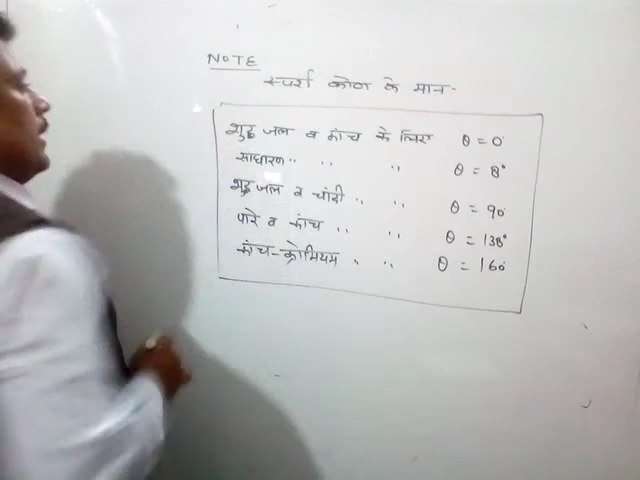 NOTE
स्पर्श कोण के मान-
शुद्ध जल व कांच के लिए θ = 0°
साधारण " " " θ = 8°
शुद्ध जल व चांदी " " θ = 90°
पारे व कांच " " θ = 138°
कांच-क्रोमियम " " θ = 160°